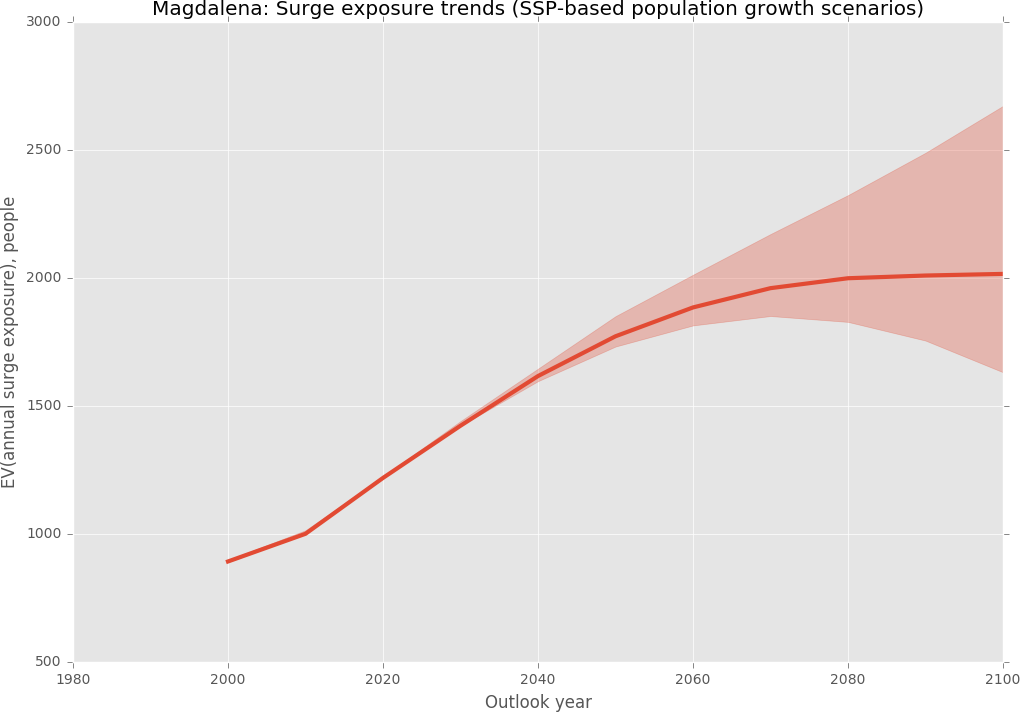 Magdalena: Surge exposure trends (SSP-based population growth scenarios)
EV(annual surge exposure), people
3000
2500
2000
1500
1000
500
1980 2000 2020 2040 2060 2080 2100
Outlook year